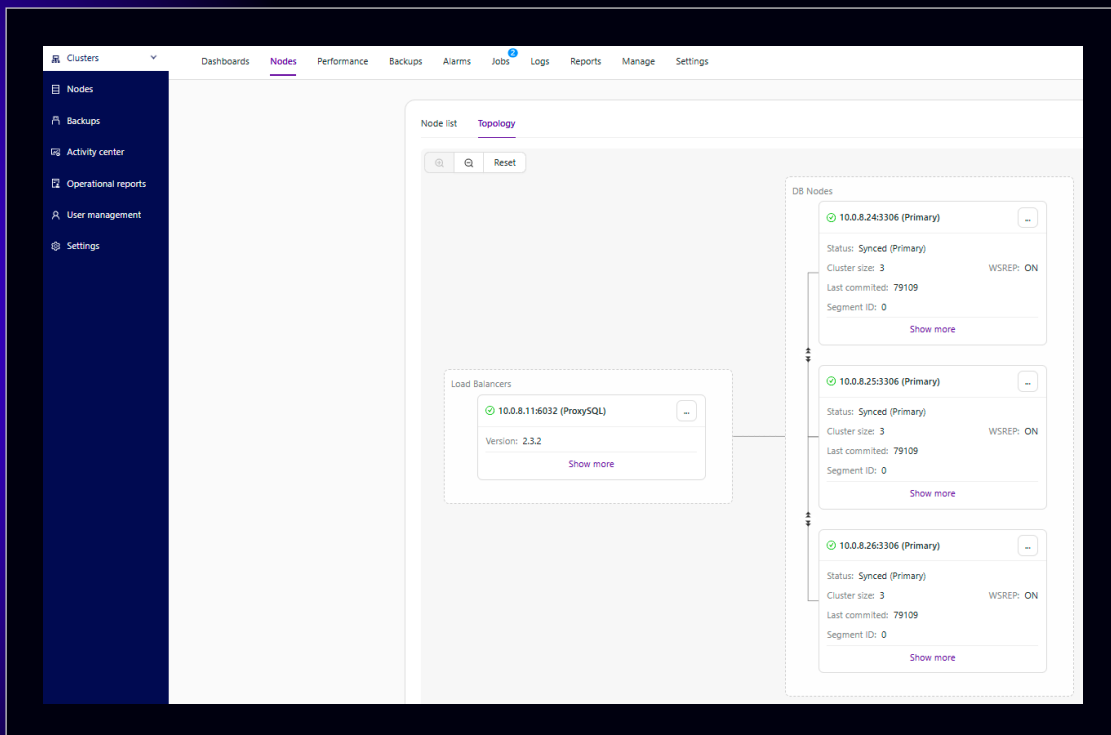 Clusters
Nodes
Backups
Activity center
Operational reports
User management
Settings
Dashboards Nodes Performance Backups Alarms Jobs 2 Logs Reports Manage Settings
Node list Topology
Reset
Load Balancers
10.0.8.11:6032 (ProxySQL) ...
Version: 2.3.2
Show more
DB Nodes
10.0.8.24:3306 (Primary) ...
Status: Synced (Primary)
Cluster size: 3 WSREP: ON
Last commited: 79109
Segment ID: 0
Show more
10.0.8.25:3306 (Primary) ...
Status: Synced (Primary)
Cluster size: 3 WSREP: ON
Last commited: 79109
Segment ID: 0
Show more
10.0.8.26:3306 (Primary) ...
Status: Synced (Primary)
Cluster size: 3 WSREP: ON
Last commited: 79109
Segment ID: 0
Show more